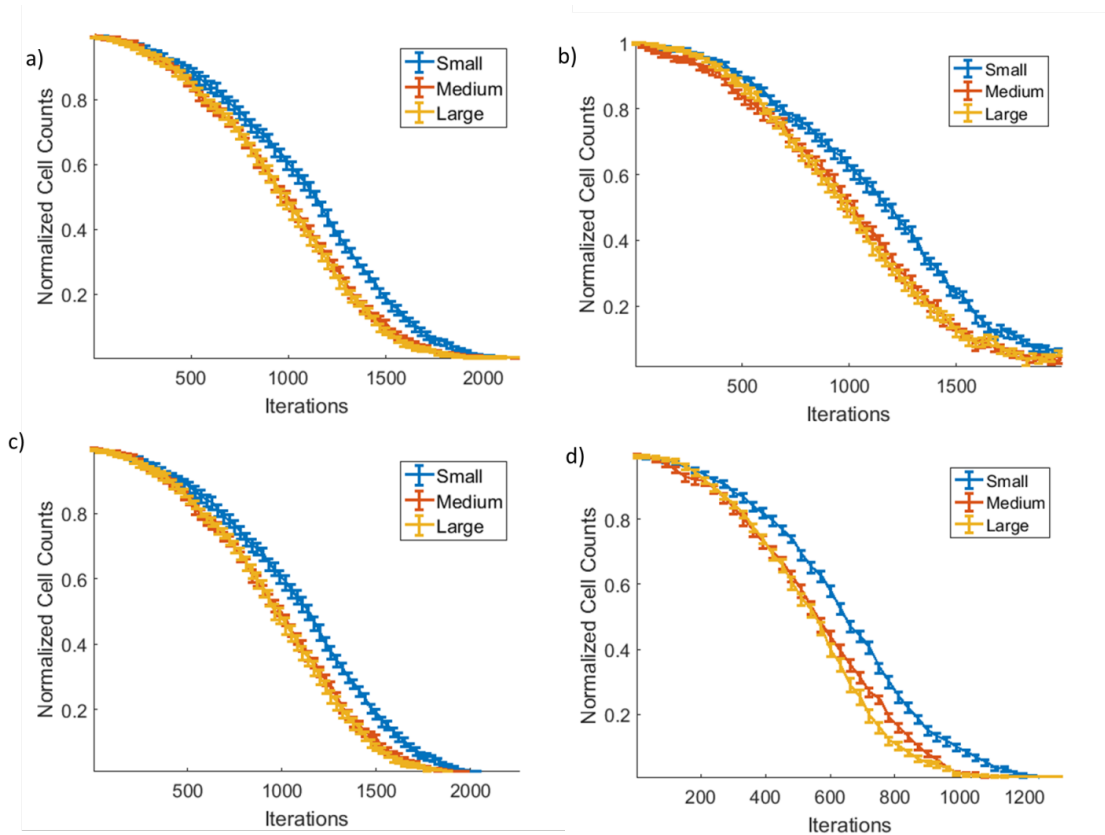 a)
Normalized Cell Counts
0.8
0.6
0.4
0.2
500 1000 1500 2000
Iterations
Small
Medium
Large
b)
Normalized Cell Counts
1
0.8
0.6
0.4
0.2
500 1000 1500
Iterations
Small
Medium
Large
c)
Normalized Cell Counts
0.8
0.6
0.4
0.2
500 1000 1500 2000
Iterations
Small
Medium
Large
d)
Normalized Cell Counts
0.8
0.6
0.4
0.2
200 400 600 800 1000 1200
Iterations
Small
Medium
Large